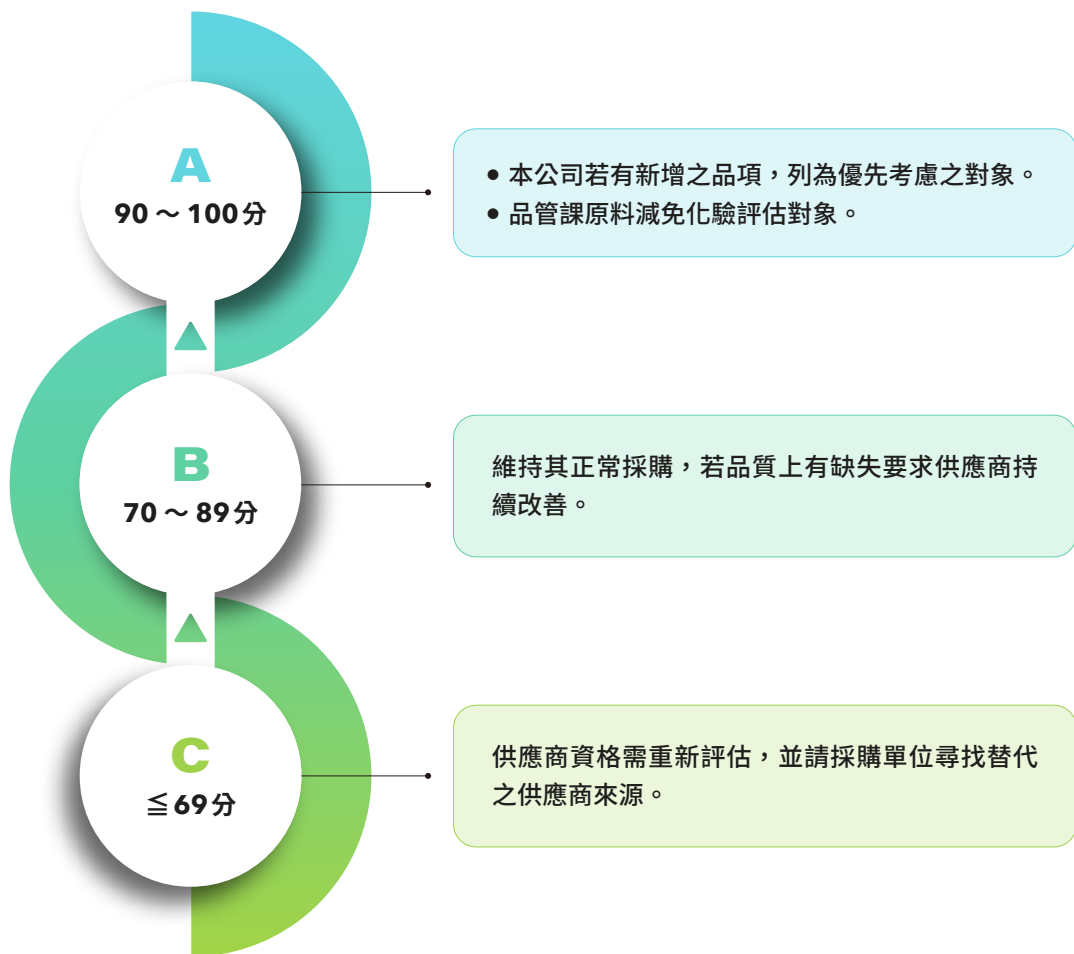 A
90～100分
● 本公司若有新增之品項，列為優先考慮之對象。
● 品管課原料減免化驗評估對象。
B
70～89分
維持其正常採購，若品質上有缺失要求供應商持
續改善。
C
≦69分
供應商資格需重新評估，並請採購單位尋找替代
之供應商來源。